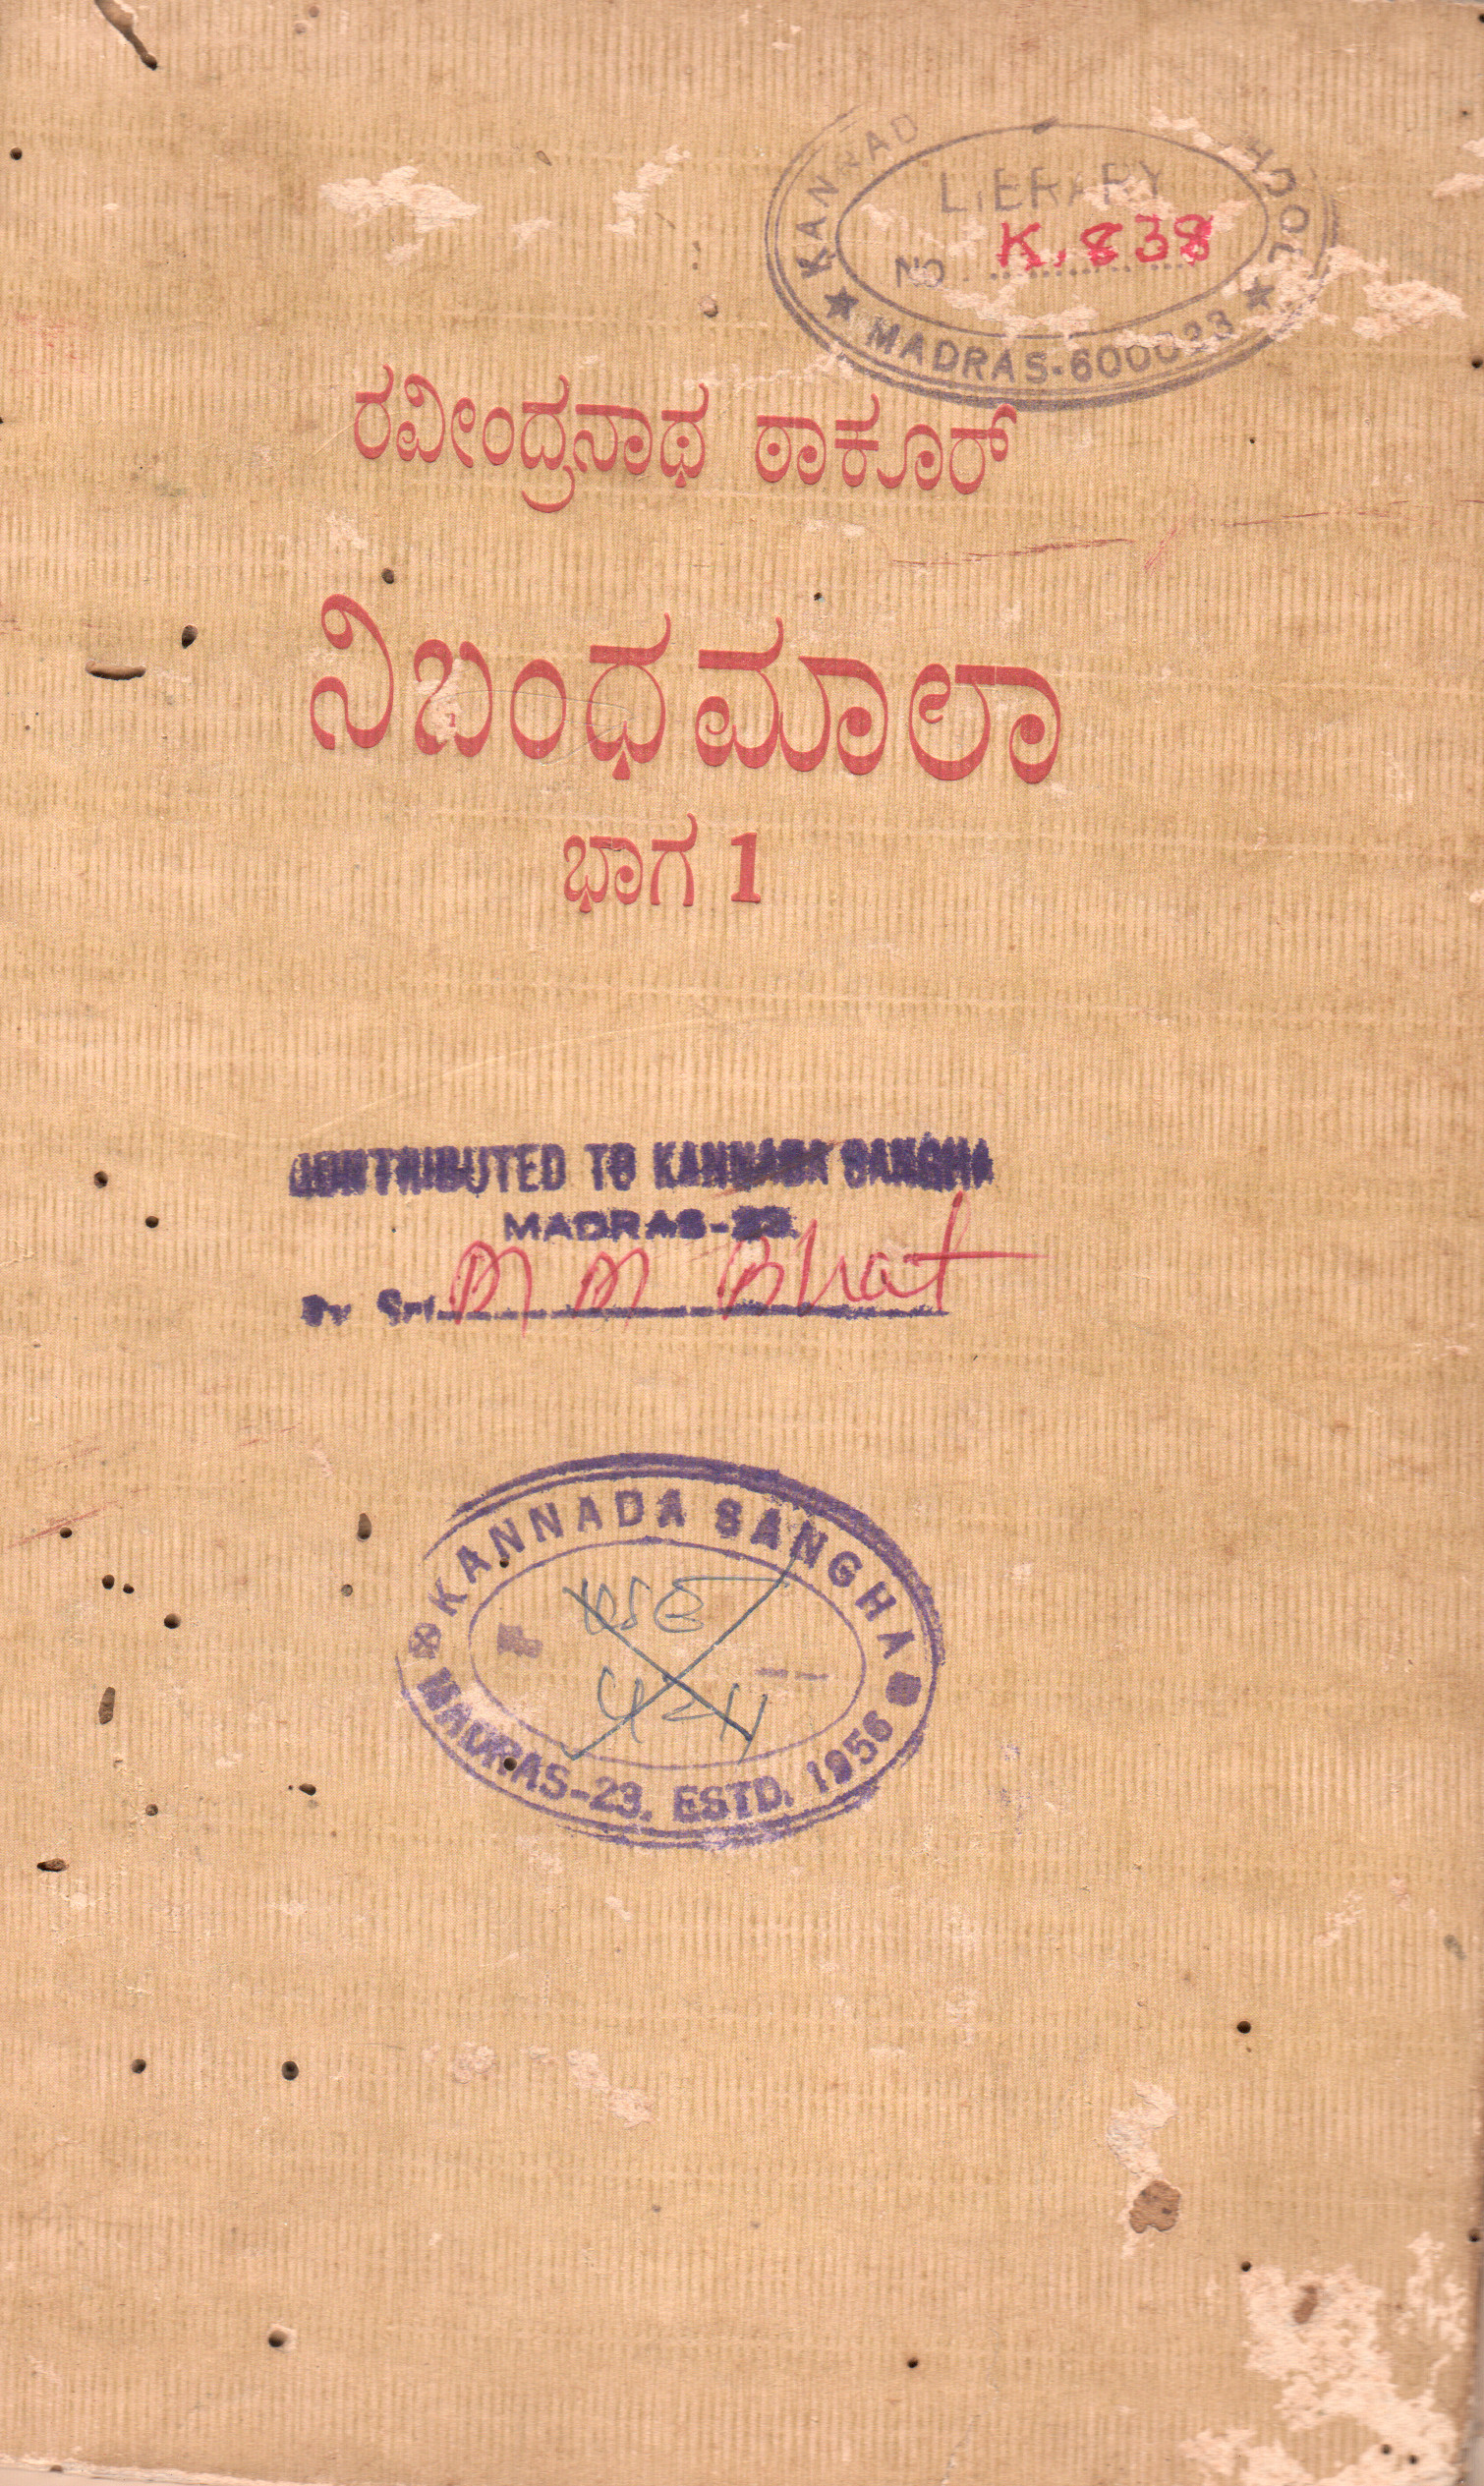 LIBRARY
No. K. 838
MADRAS-600023
ರವೀಂದ್ರನಾಥ ಠಾಕೂರ್
ನಿಬಂಧಮಾಲಾ
ಭಾಗ 1
CONTRIBUTED TO KANNADA SANGHA
MADRAS-23.
By Sri. M M Bhat
KANNADA SANGHA
MADRAS-23. ESTD. 1956